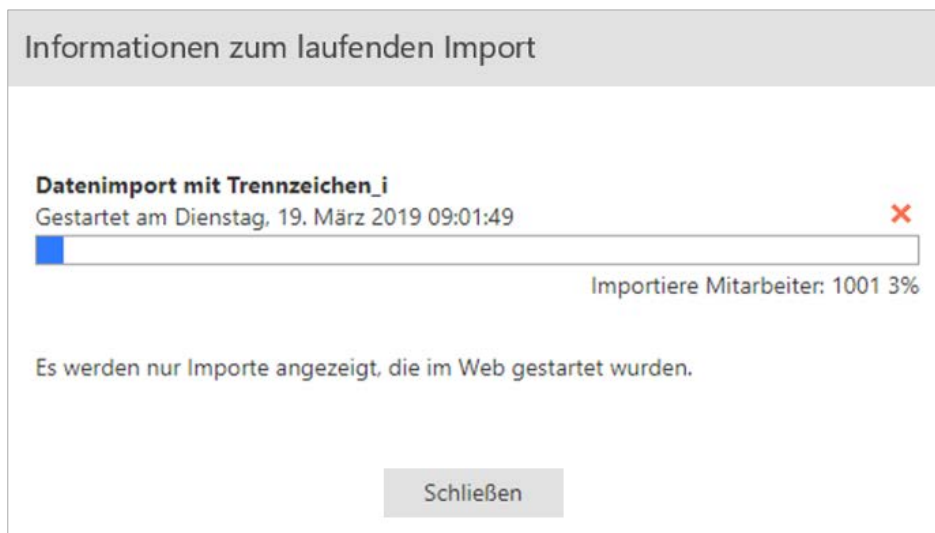 Informationen zum laufenden Import
Datenimport mit Trennzeichen_i
Gestartet am Dienstag, 19. März 2019 09:01:49
Importiere Mitarbeiter: 1001 3%
Es werden nur Importe angezeigt, die im Web gestartet wurden.
Schließen